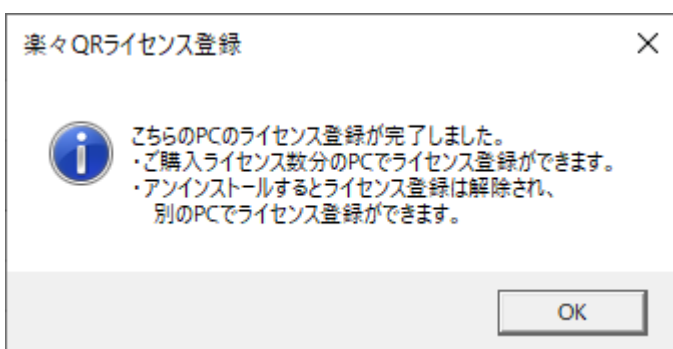 楽々QRライセンス登録
こちらのPCのライセンス登録が完了しました。
・ご購入ライセンス数分のPCでライセンス登録ができます。
・アンインストールするとライセンス登録は解除され、
別のPCでライセンス登録ができます。
OK